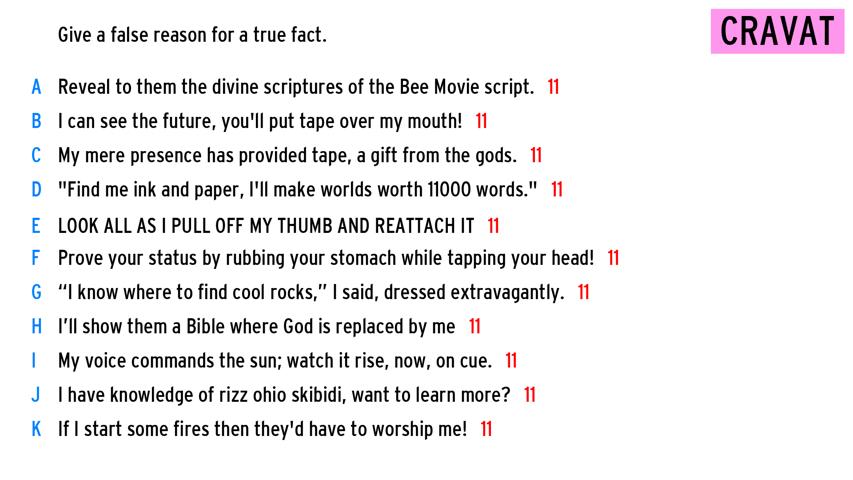 Give a false reason for a true fact.
CRAVAT
A Reveal to them the divine scriptures of the Bee Movie script. 11
B I can see the future, you'll put tape over my mouth! 11
C My mere presence has provided tape, a gift from the gods. 11
D "Find me ink and paper, I'll make worlds worth 11000 words." 11
E LOOK ALL AS I PULL OFF MY THUMB AND REATTACH IT 11
F Prove your status by rubbing your stomach while tapping your head! 11
G “I know where to find cool rocks,” I said, dressed extravagantly. 11
H I’ll show them a Bible where God is replaced by me 11
I My voice commands the sun; watch it rise, now, on cue. 11
J I have knowledge of rizz ohio skibidi, want to learn more? 11
K If I start some fires then they'd have to worship me! 11